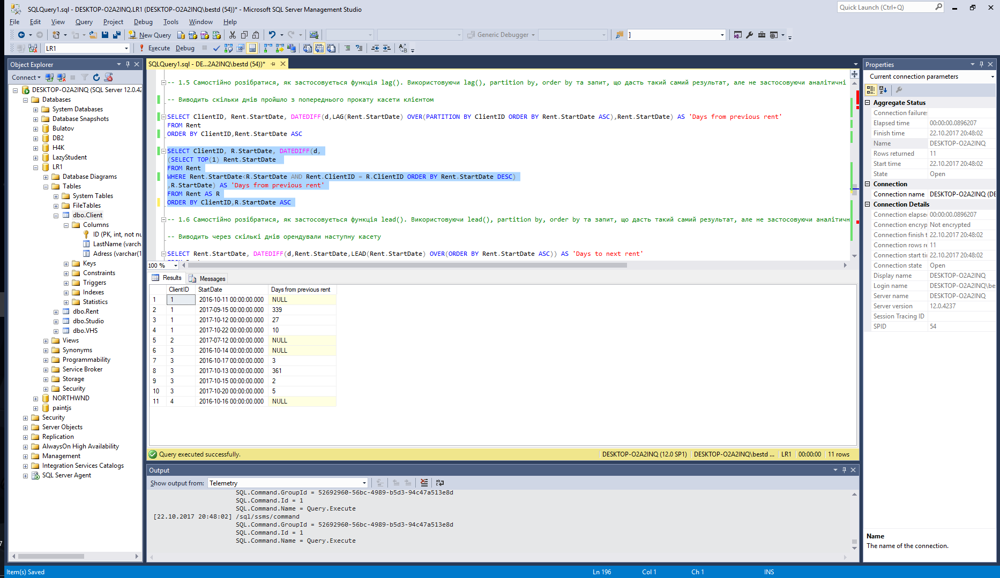 SQLQuery1.sql - DESKTOP-O2A2INQ.LR1 (DESKTOP-O2A2INQ\bestd (54))* - Microsoft SQL Server Management Studio
Quick Launch (Ctrl+Q)
File Edit View Query Project Debug Tools Window Help
New Query
Generic Debugger
]
LR1
Execute Debug
Object Explorer
Connect
DESKTOP-O2A2INQ (SQL Server 12.0.42
Databases
System Databases
Database Snapshots
Bulatov
DB2
H4K
LazyStudent
LR1
Database Diagrams
Tables
System Tables
FileTables
dbo.Client
Columns
ID (PK, int, not nu
LastName (varch
Adress (varchar(1
Keys
Constraints
Triggers
Indexes
Statistics
dbo.Rent
dbo.Studio
dbo.VHS
Views
Synonyms
Programmability
Service Broker
Storage
Security
NORTHWND
paintjs
Security
Server Objects
Replication
AlwaysOn High Availability
Management
Integration Services Catalogs
SQL Server Agent
SQLQuery1.sql - DE...2A2INQ\bestd (54))*
-- 1.5 Самостійно розібратися, як застосовується функція lag(). Використовуючи lag(), partition by, order by та запит, що дасть такий самий результат, але не застосовуючи аналітичні
-- Виводить скільки днів пройшло з попереднього прокату касети клієнтом
SELECT ClientID, Rent.StartDate, DATEDIFF(d,LAG(Rent.StartDate) OVER(PARTITION BY ClientID ORDER BY Rent.StartDate ASC),Rent.StartDate) AS 'Days from previous rent'
FROM Rent
ORDER BY ClientID,Rent.StartDate ASC
SELECT ClientID, R.StartDate, DATEDIFF(d,
(SELECT TOP(1) Rent.StartDate
FROM Rent
WHERE Rent.StartDate<R.StartDate AND Rent.ClientID = R.ClientID ORDER BY Rent.StartDate DESC)
,R.StartDate) AS 'Days from previous rent'
FROM Rent AS R
ORDER BY ClientID,R.StartDate ASC
-- 1.6 Самостійно розібратися, як застосовується функція lead(). Використовуючи lead(), partition by, order by та запит, що дасть такий самий результат, але не застосовуючи аналітичн
-- Виводить через скількі днів орендували наступну касету
SELECT Rent.StartDate, DATEDIFF(d,Rent.StartDate,LEAD(Rent.StartDate) OVER(ORDER BY Rent.StartDate ASC)) AS 'Days to next rent'
100 %
Results Messages
ClientID StartDate Days from previous rent
1 1 2016-10-11 00:00:00.000 NULL
2 1 2017-09-15 00:00:00.000 339
3 1 2017-10-12 00:00:00.000 27
4 1 2017-10-22 00:00:00.000 10
5 2 2017-07-12 00:00:00.000 NULL
6 3 2016-10-14 00:00:00.000 NULL
7 3 2016-10-17 00:00:00.000 3
8 3 2017-10-13 00:00:00.000 361
9 3 2017-10-15 00:00:00.000 2
10 3 2017-10-20 00:00:00.000 5
11 4 2016-10-16 00:00:00.000 NULL
Query executed successfully.
DESKTOP-O2A2INQ (12.0 SP1) DESKTOP-O2A2INQ\bestd ... LR1 00:00:00 11 rows
Output
Show output from: Telemetry
SQL.Command.GroupId = 52692960-56bc-4989-b5d3-94c47a513e8d
SQL.Command.Id = 1
SQL.Command.Name = Query.Execute
[22.10.2017 20:48:02] /sql/ssms/command
SQL.Command.GroupId = 52692960-56bc-4989-b5d3-94c47a513e8d
SQL.Command.Id = 1
SQL.Command.Name = Query.Execute
Properties
Current connection parameters
Aggregate Status
Connection failures
Elapsed time 00:00:00.0896207
Finish time 22.10.2017 20:48:02
Name DESKTOP-O2A2INQ
Rows returned 11
Start time 22.10.2017 20:48:02
State Open
Connection
Connection name DESKTOP-O2A2INQ (DE
Connection Details
Connection elapse 00:00:00.0896207
Connection encryp Not encrypted
Connection finish t 22.10.2017 20:48:02
Connection rows re 11
Connection start tir 22.10.2017 20:48:02
Connection state Open
Display name DESKTOP-O2A2INQ
Login name DESKTOP-O2A2INQ\be
Server name DESKTOP-O2A2INQ
Server version 12.0.4237
Session Tracing ID
SPID 54
Name
The name of the connection.
Item(s) Saved Ln 196 Col 1 Ch 1 INS